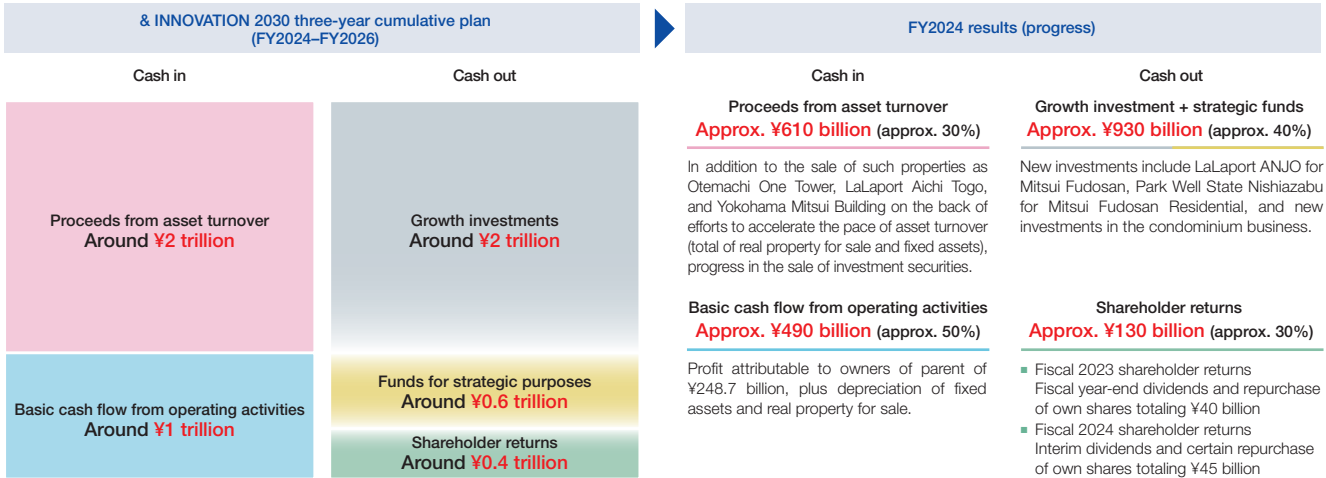 & INNOVATION 2030 three-year cumulative plan
(FY2024–FY2026)
Cash in
Cash out
Proceeds from asset turnover
Around ¥2 trillion
Basic cash flow from operating activities
Around ¥1 trillion
Growth investments
Around ¥2 trillion
Funds for strategic purposes
Around ¥0.6 trillion
Shareholder returns
Around ¥0.4 trillion
FY2024 results (progress)
Cash in
Proceeds from asset turnover
Approx. ¥610 billion (approx. 30%)
In addition to the sale of such properties as
Otemachi One Tower, LaLaport Aichi Togo,
and Yokohama Mitsui Building on the back of
efforts to accelerate the pace of asset turnover
(total of real property for sale and fixed assets),
progress in the sale of investment securities.
Basic cash flow from operating activities
Approx. ¥490 billion (approx. 50%)
Profit attributable to owners of parent of
¥248.7 billion, plus depreciation of fixed
assets and real property for sale.
Cash out
Growth investment + strategic funds
Approx. ¥930 billion (approx. 40%)
New investments include LaLaport ANJO for
Mitsui Fudosan, Park Well State Nishiazabu
for Mitsui Fudosan Residential, and new
investments in the condominium business.
Shareholder returns
Approx. ¥130 billion (approx. 30%)
■ Fiscal 2023 shareholder returns
Fiscal year-end dividends and repurchase
of own shares totaling ¥40 billion
■ Fiscal 2024 shareholder returns
Interim dividends and certain repurchase
of own shares totaling ¥45 billion